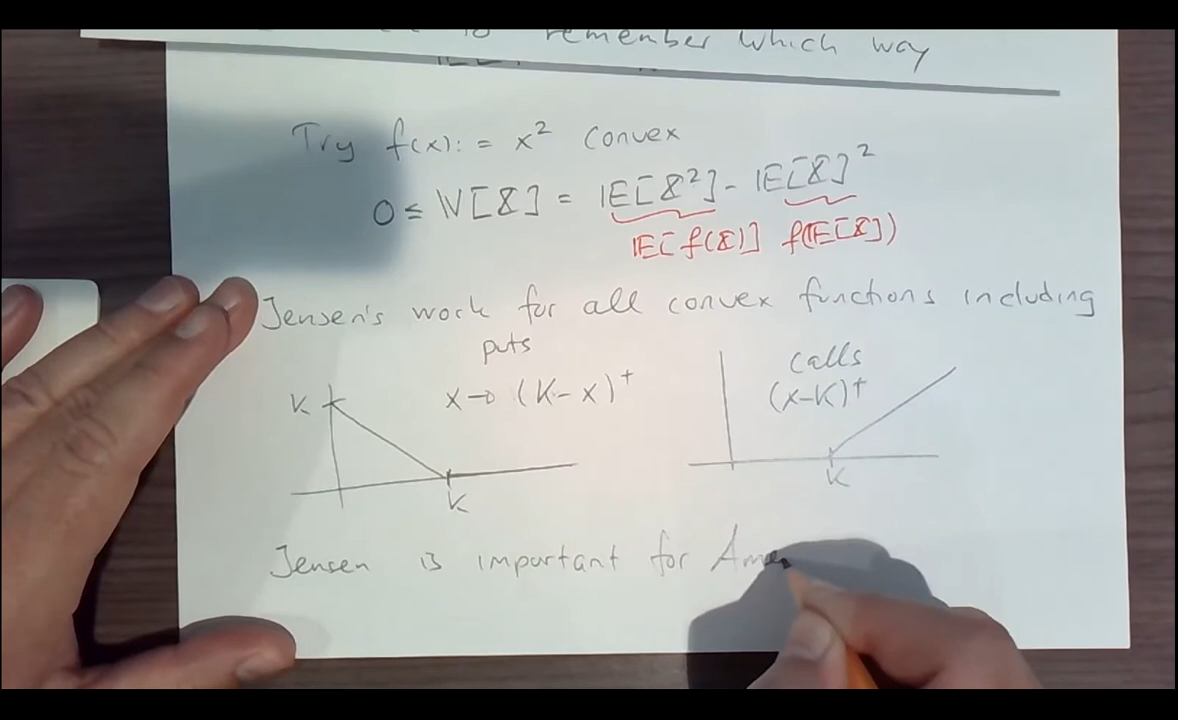 remember which way
Try f(x) := x² convex
0 ≤ V[X] = E[X²] - E[X]²
E[f(X)] f(E[X])
Jensen's work for all convex functions including
puts
calls
K
x → (K-x)⁺
(x-K)⁺
K
K
Jensen is important for Ame